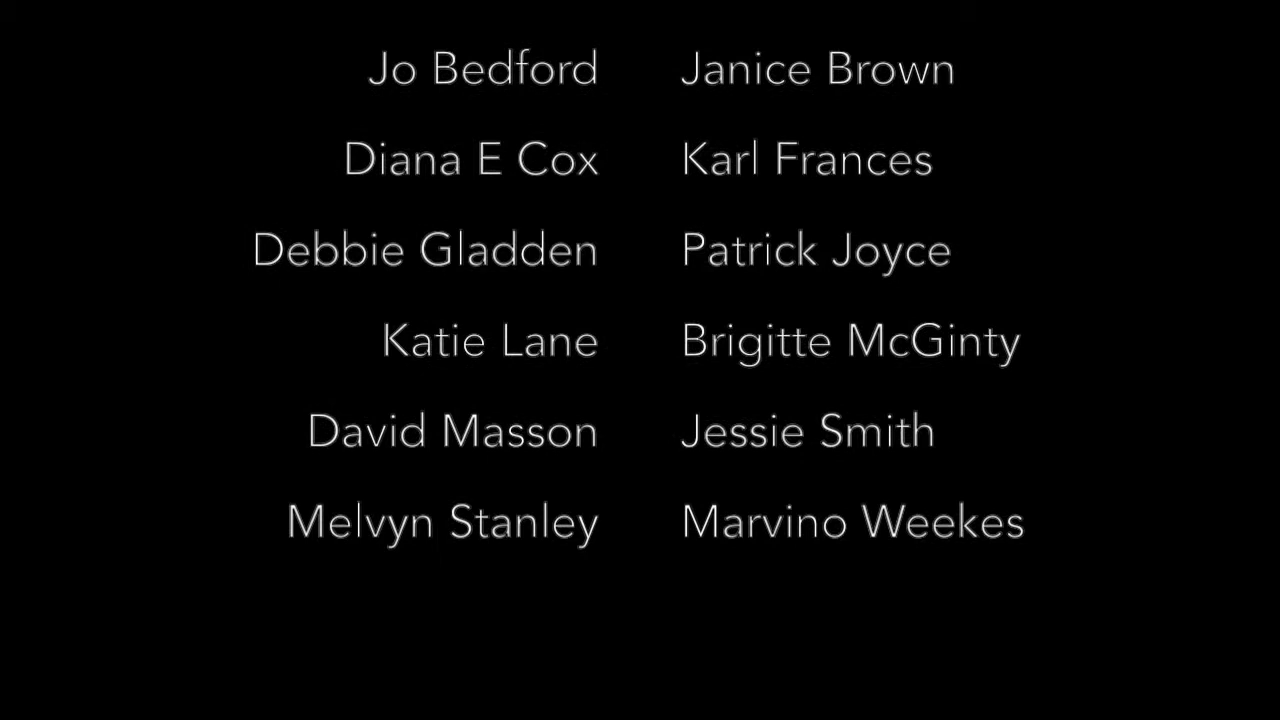 Jo Bedford Janice Brown
Diana E Cox Karl Frances
Debbie Gladden Patrick Joyce
Katie Lane Brigitte McGinty
David Masson Jessie Smith
Melvyn Stanley Marvino Weekes